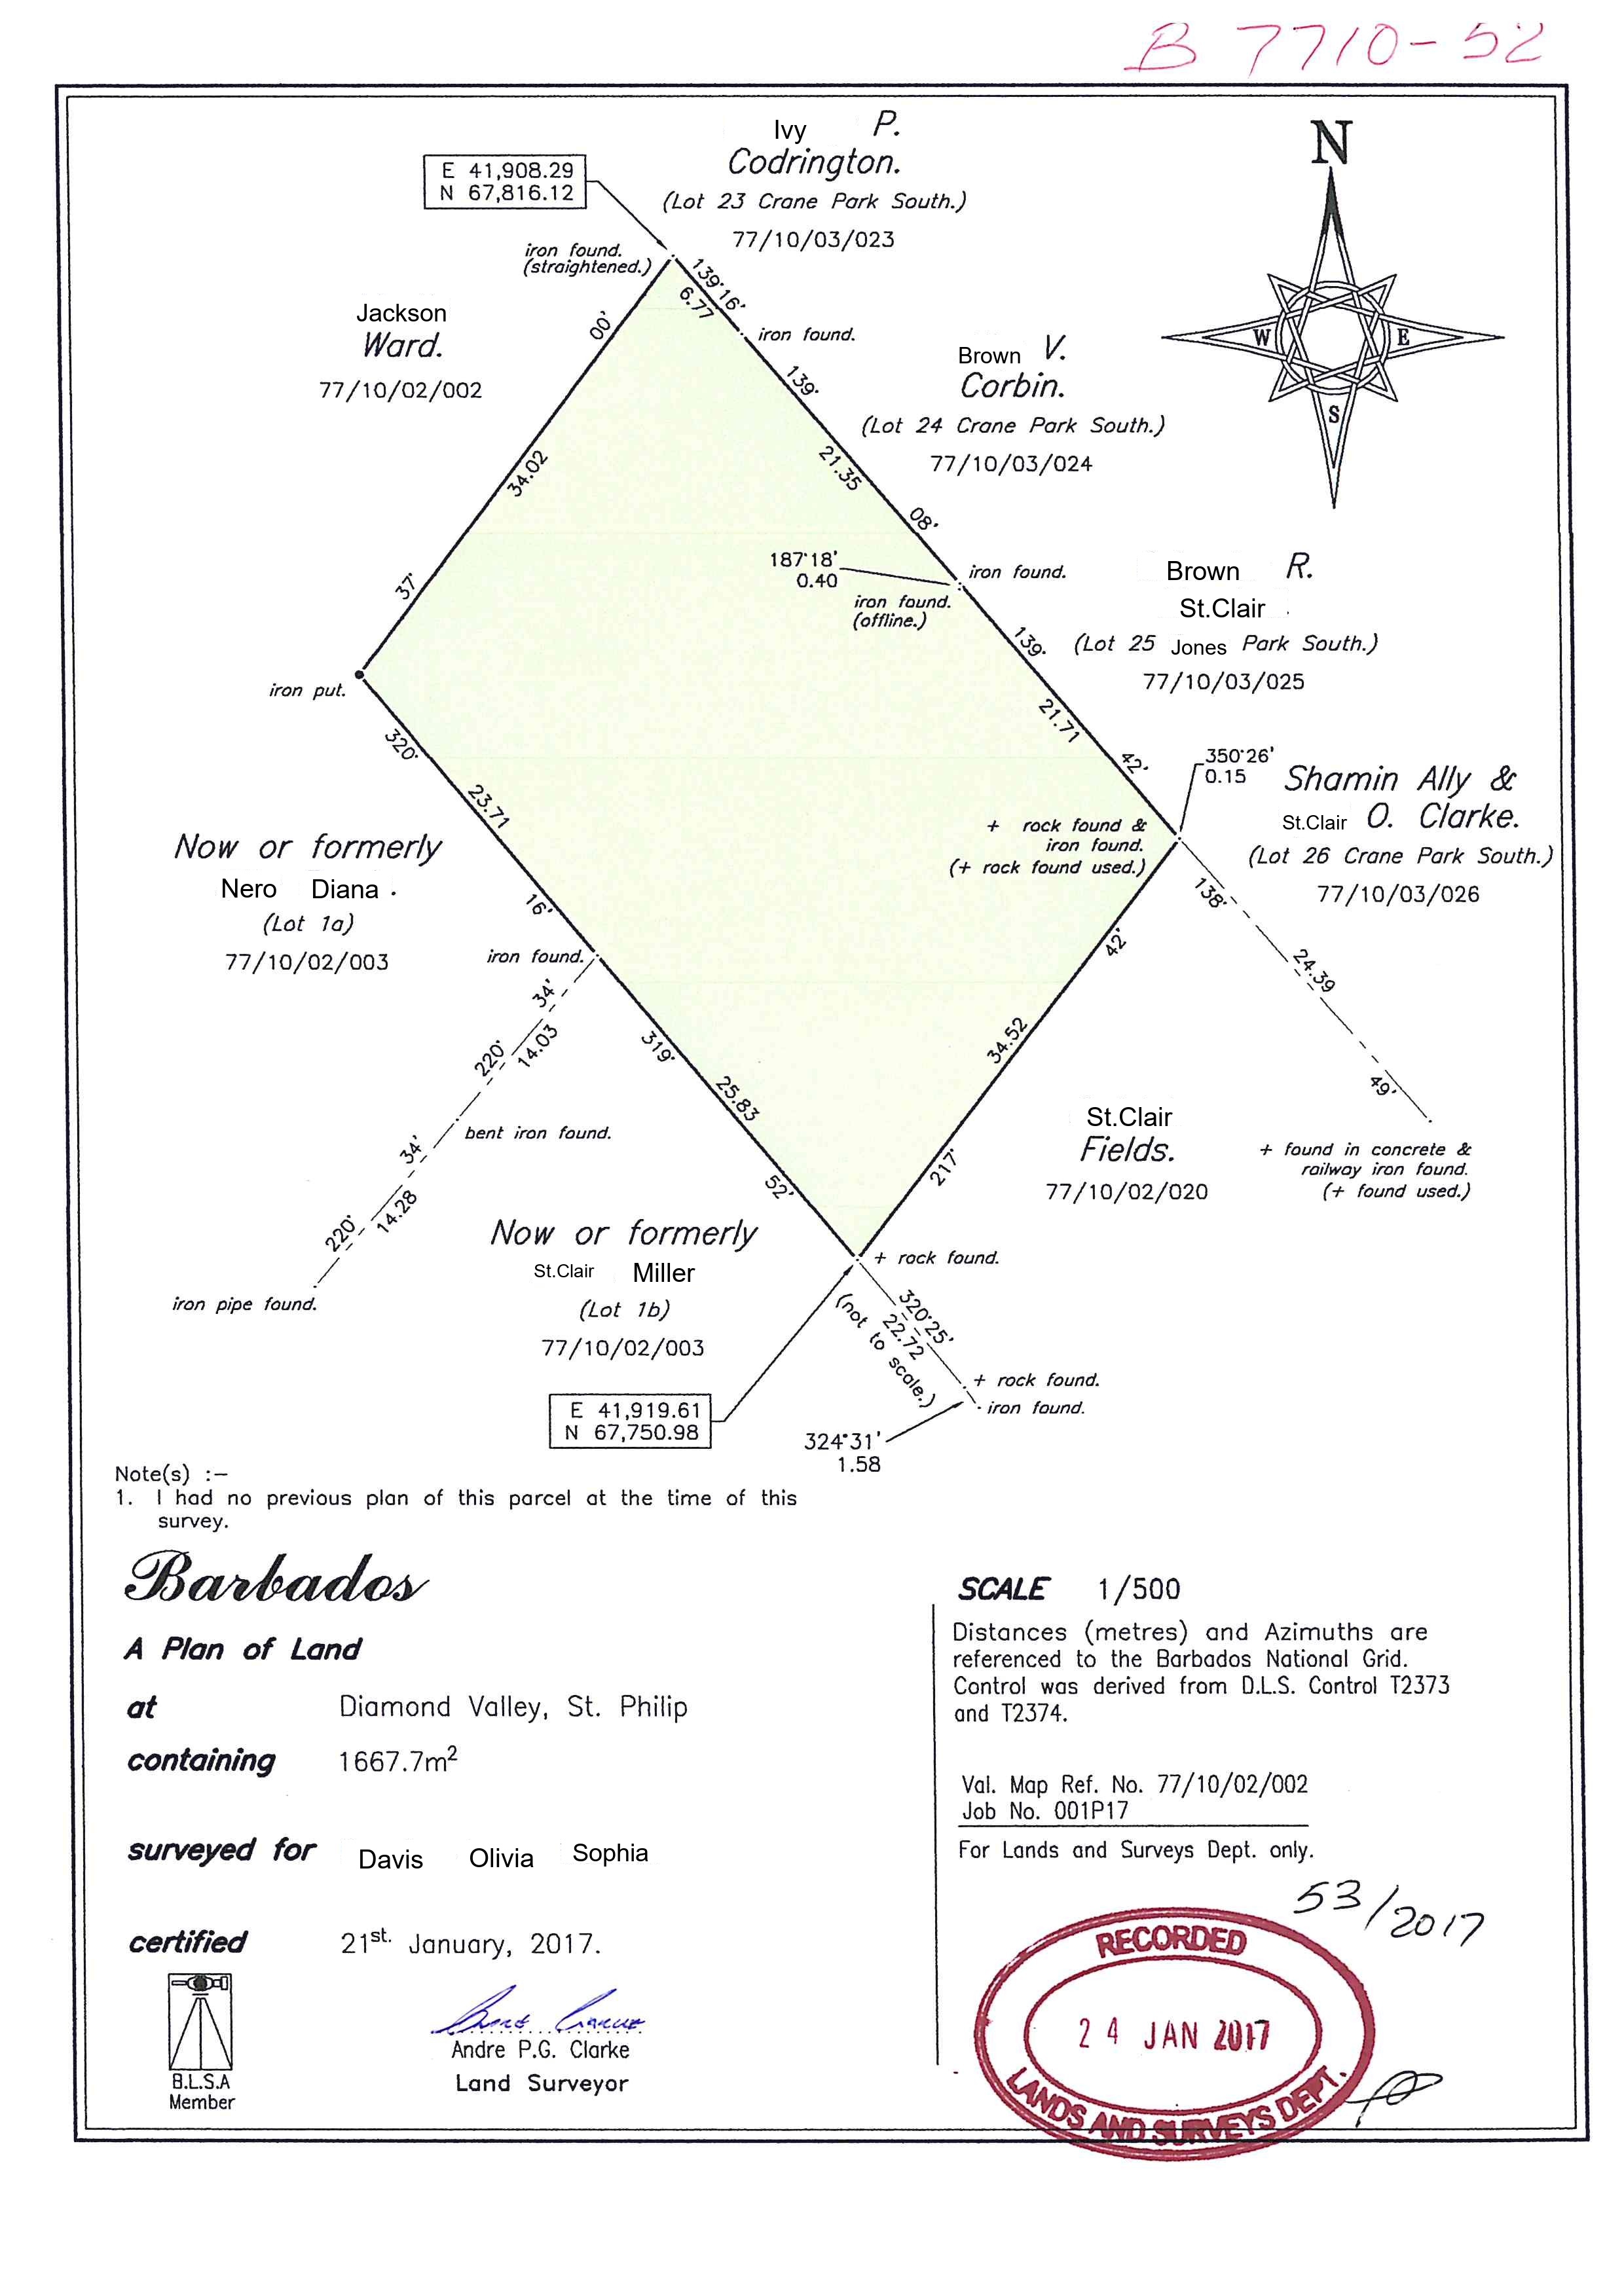 B 7710-52
Ivy P.
Codrington.
(Lot 23 Crane Park South.)
77/10/03/023
E 41,908.29
N 67,816.12
N
W
E
S
iron found.
(straightened.)
139°16'
6.77
iron found.
Jackson
Ward.
77/10/02/002
00'
34.02
37'
139°
21.35
08'
Brown V.
Corbin.
(Lot 24 Crane Park South.)
77/10/03/024
187°18'
0.40
iron found.
iron found.
(offline.)
Brown R.
St.Clair
(Lot 25 Jones Park South.)
77/10/03/025
139°
21.71
42'
iron put.
320°
23.71
16'
350°26'
0.15
Shamin Ally &
St.Clair O. Clarke.
(Lot 26 Crane Park South.)
77/10/03/026
+ rock found &
iron found.
(+ rock found used.)
Now or formerly
Nero Diana .
(Lot 1a)
77/10/02/003
iron found.
138°
24.39
49'
42'
34.52
217°
34'
14.03
220°
319°
25.83
52'
bent iron found.
34'
14.28
220°
iron pipe found.
St.Clair
Fields.
77/10/02/020
+ found in concrete &
railway iron found.
(+ found used.)
Now or formerly
St.Clair Miller
(Lot 1b)
77/10/02/003
+ rock found.
320°25'
22.72
(not to scale.)
+ rock found.
iron found.
E 41,919.61
N 67,750.98
324°31'
1.58
Note(s) :-
1. I had no previous plan of this parcel at the time of this
survey.
Barbados
A Plan of Land
at Diamond Valley, St. Philip
containing 1667.7m²
surveyed for Davis Olivia Sophia
certified 21st. January, 2017.
B.L.S.A
Member
Andre P.G. Clarke
Land Surveyor
SCALE 1/500
Distances (metres) and Azimuths are
referenced to the Barbados National Grid.
Control was derived from D.L.S. Control T2373
and T2374.
Val. Map Ref. No. 77/10/02/002
Job No. 001P17
For Lands and Surveys Dept. only.
53/2017
RECORDED
24 JAN 2017
LANDS AND SURVEYS DEPT.